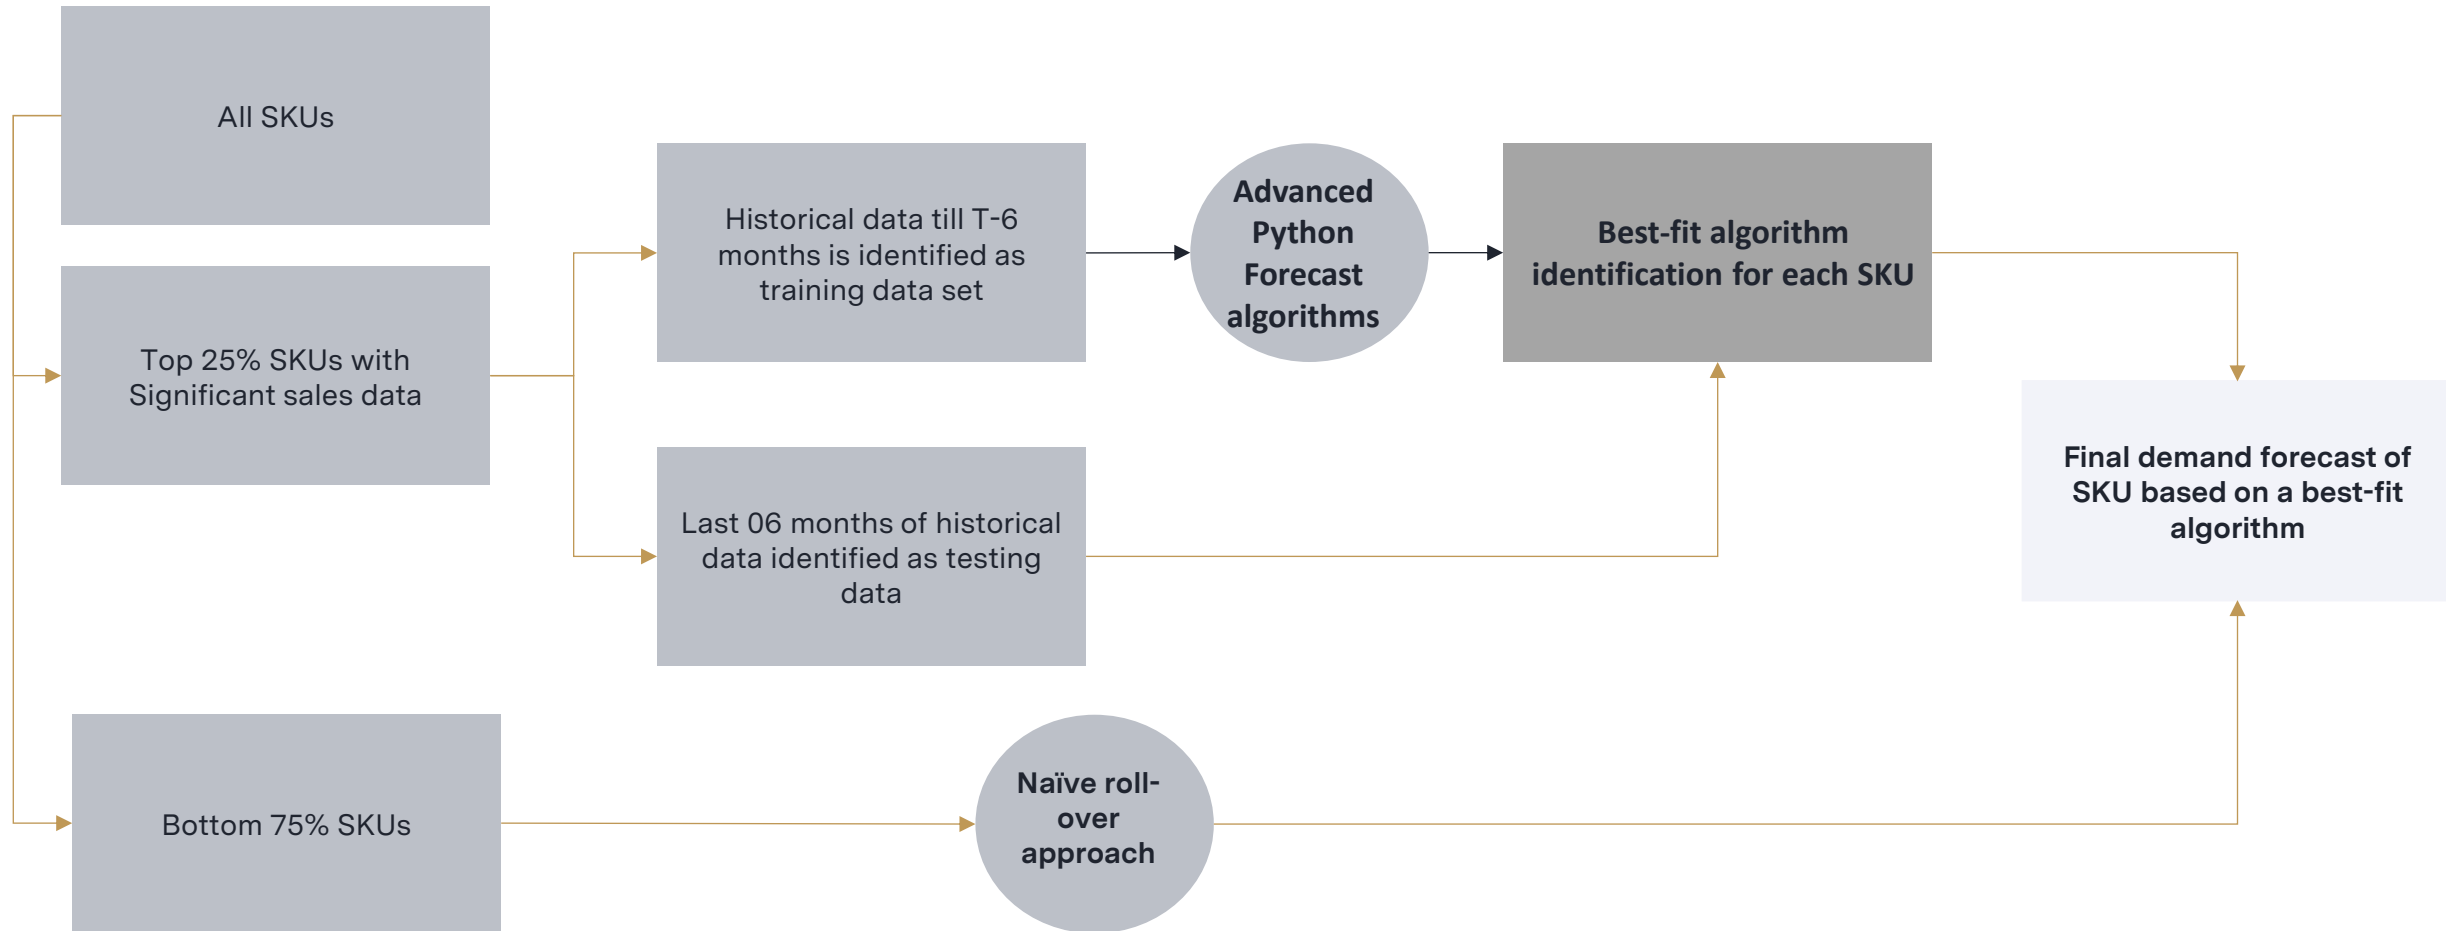 All SKUs
Top 25% SKUs with
Significant sales data
Historical data till T-6
months is identified as
training data set
Last 06 months of historical
data identified as testing
data
Advanced
Python
Forecast
algorithms
Best-fit algorithm
identification for each SKU
Final demand forecast of
SKU based on a best-fit
algorithm
Bottom 75% SKUs
Naïve roll-
over
approach